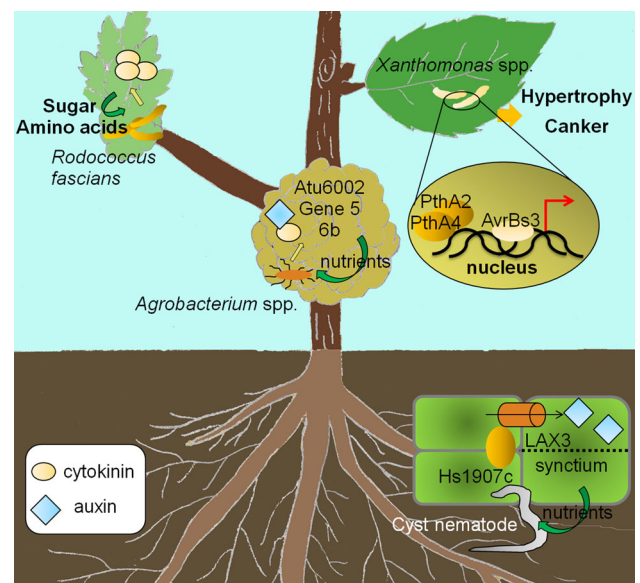 Sugar
Amino acids
Rodococcus
fascians
Xanthomonas spp.
Hypertrophy
Canker
PthA2
PthA4
AvrBs3
nucleus
Atu6002
Gene 5
6b
nutrients
Agrobacterium spp.
cytokinin
auxin
LAX3
Hs1907c
synctium
nutrients
Cyst nematode